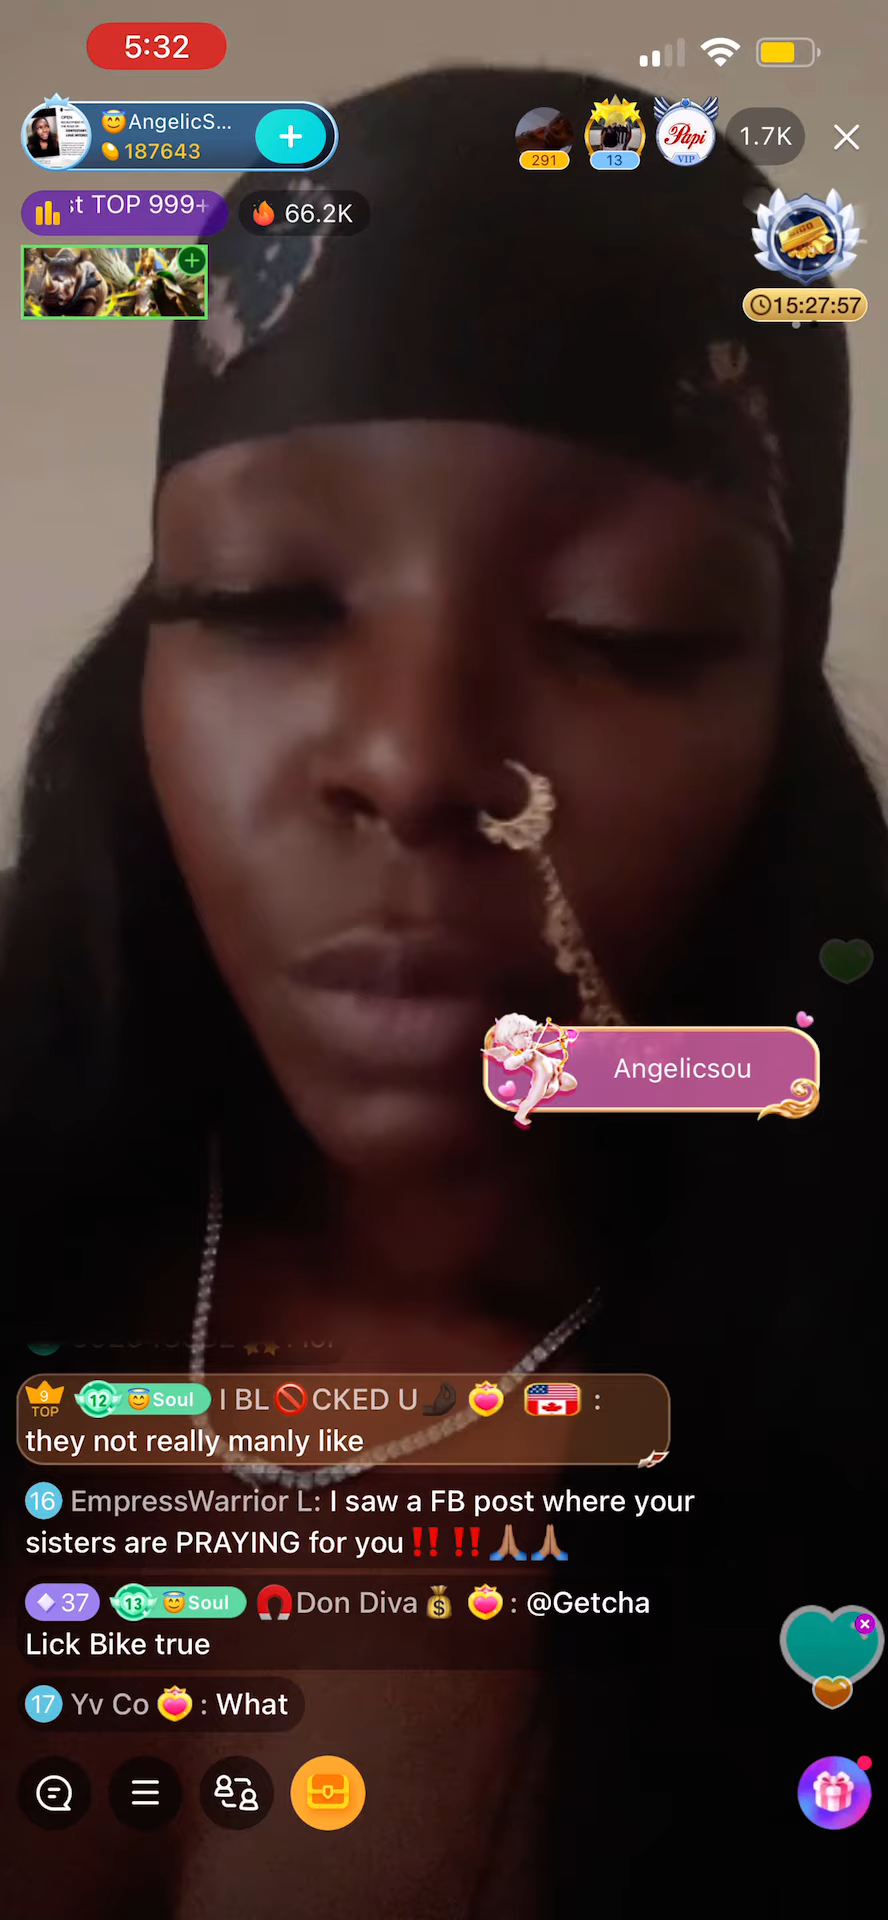 5:32
😇AngelicS...
187643
291
13
Papi
VIP
1.7K
st TOP 999+
66.2K
15:27:57
Angelicsou
9 TOP 12 😇Soul I BL🚫CKED U :
they not really manly like
16 EmpressWarrior L: I saw a FB post where your
sisters are PRAYING for you‼️ ‼️🙏🏽🙏🏽
37 13 😇Soul 🧲Don Diva💰 : @Getcha
Lick Bike true
17 Yv Co : What